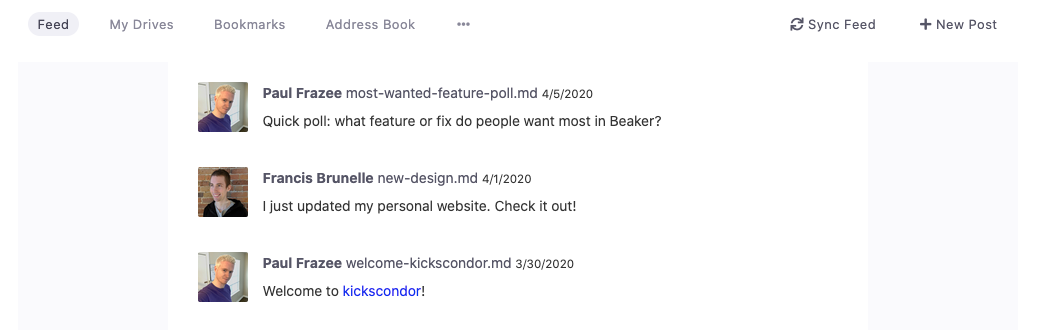 Feed My Drives Bookmarks Address Book ••• Sync Feed + New Post
Paul Frazee most-wanted-feature-poll.md 4/5/2020
Quick poll: what feature or fix do people want most in Beaker?
Francis Brunelle new-design.md 4/1/2020
I just updated my personal website. Check it out!
Paul Frazee welcome-kickscondor.md 3/30/2020
Welcome to kickscondor!